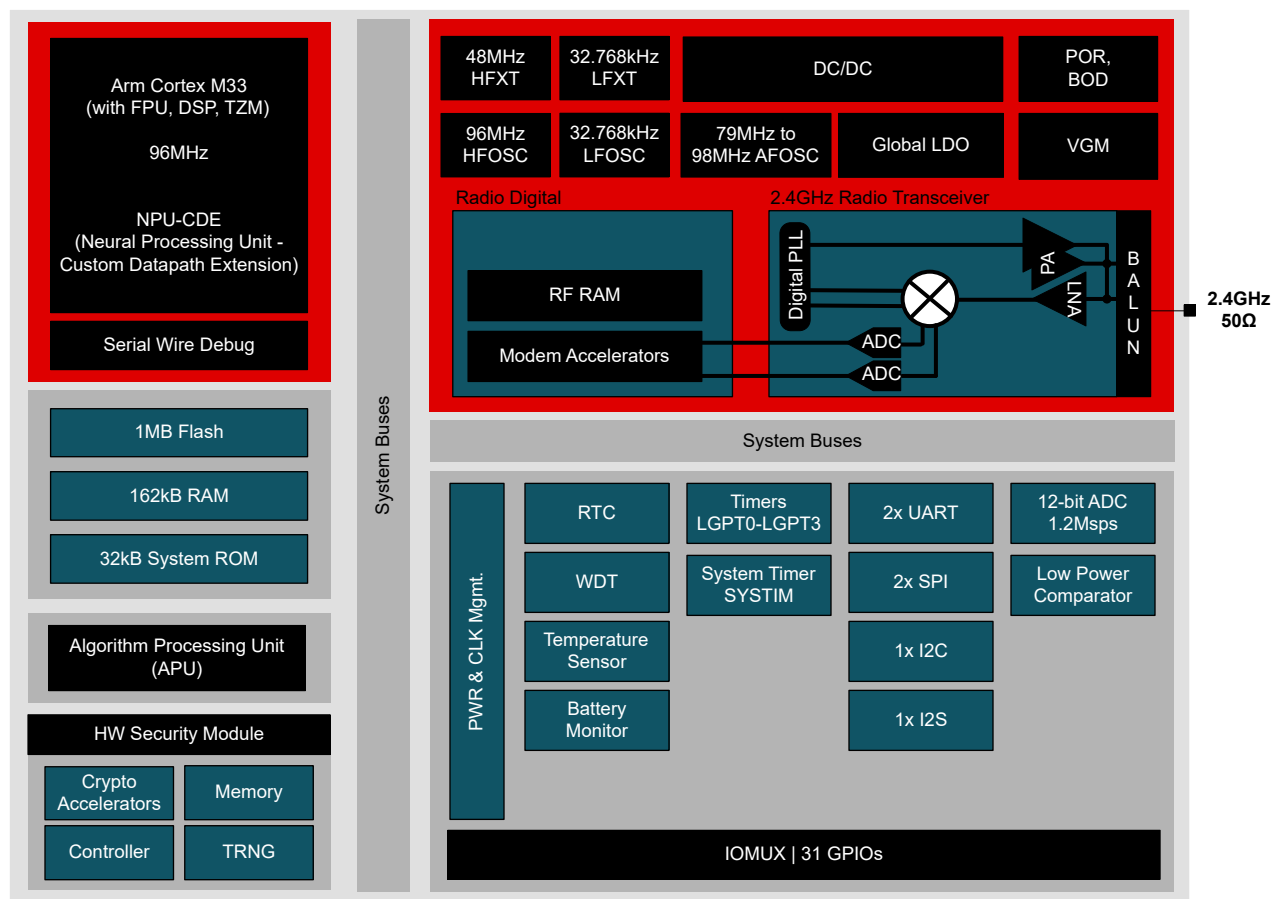 Arm Cortex M33
(with FPU, DSP, TZM)
96MHz
NPU-CDE
(Neural Processing Unit -
Custom Datapath Extension)
Serial Wire Debug
1MB Flash
162kB RAM
32kB System ROM
Algorithm Processing Unit
(APU)
HW Security Module
Crypto
Accelerators
Memory
Controller
TRNG
System Buses
48MHz
HFXT
32.768kHz
LFXT
DC/DC
POR,
BOD
96MHz
HFOSC
32.768kHz
LFOSC
79MHz to
98MHz AFOSC
Global LDO
VGM
Radio Digital
RF RAM
Modem Accelerators
2.4GHz Radio Transceiver
Digital PLL
PA
LNA
ADC
ADC
BALUN
2.4GHz
50Ω
System Buses
PWR & CLK Mgmt.
RTC
WDT
Temperature
Sensor
Battery
Monitor
Timers
LGPT0-LGPT3
System Timer
SYSTIM
2x UART
2x SPI
1x I2C
1x I2S
12-bit ADC
1.2Msps
Low Power
Comparator
IOMUX | 31 GPIOs